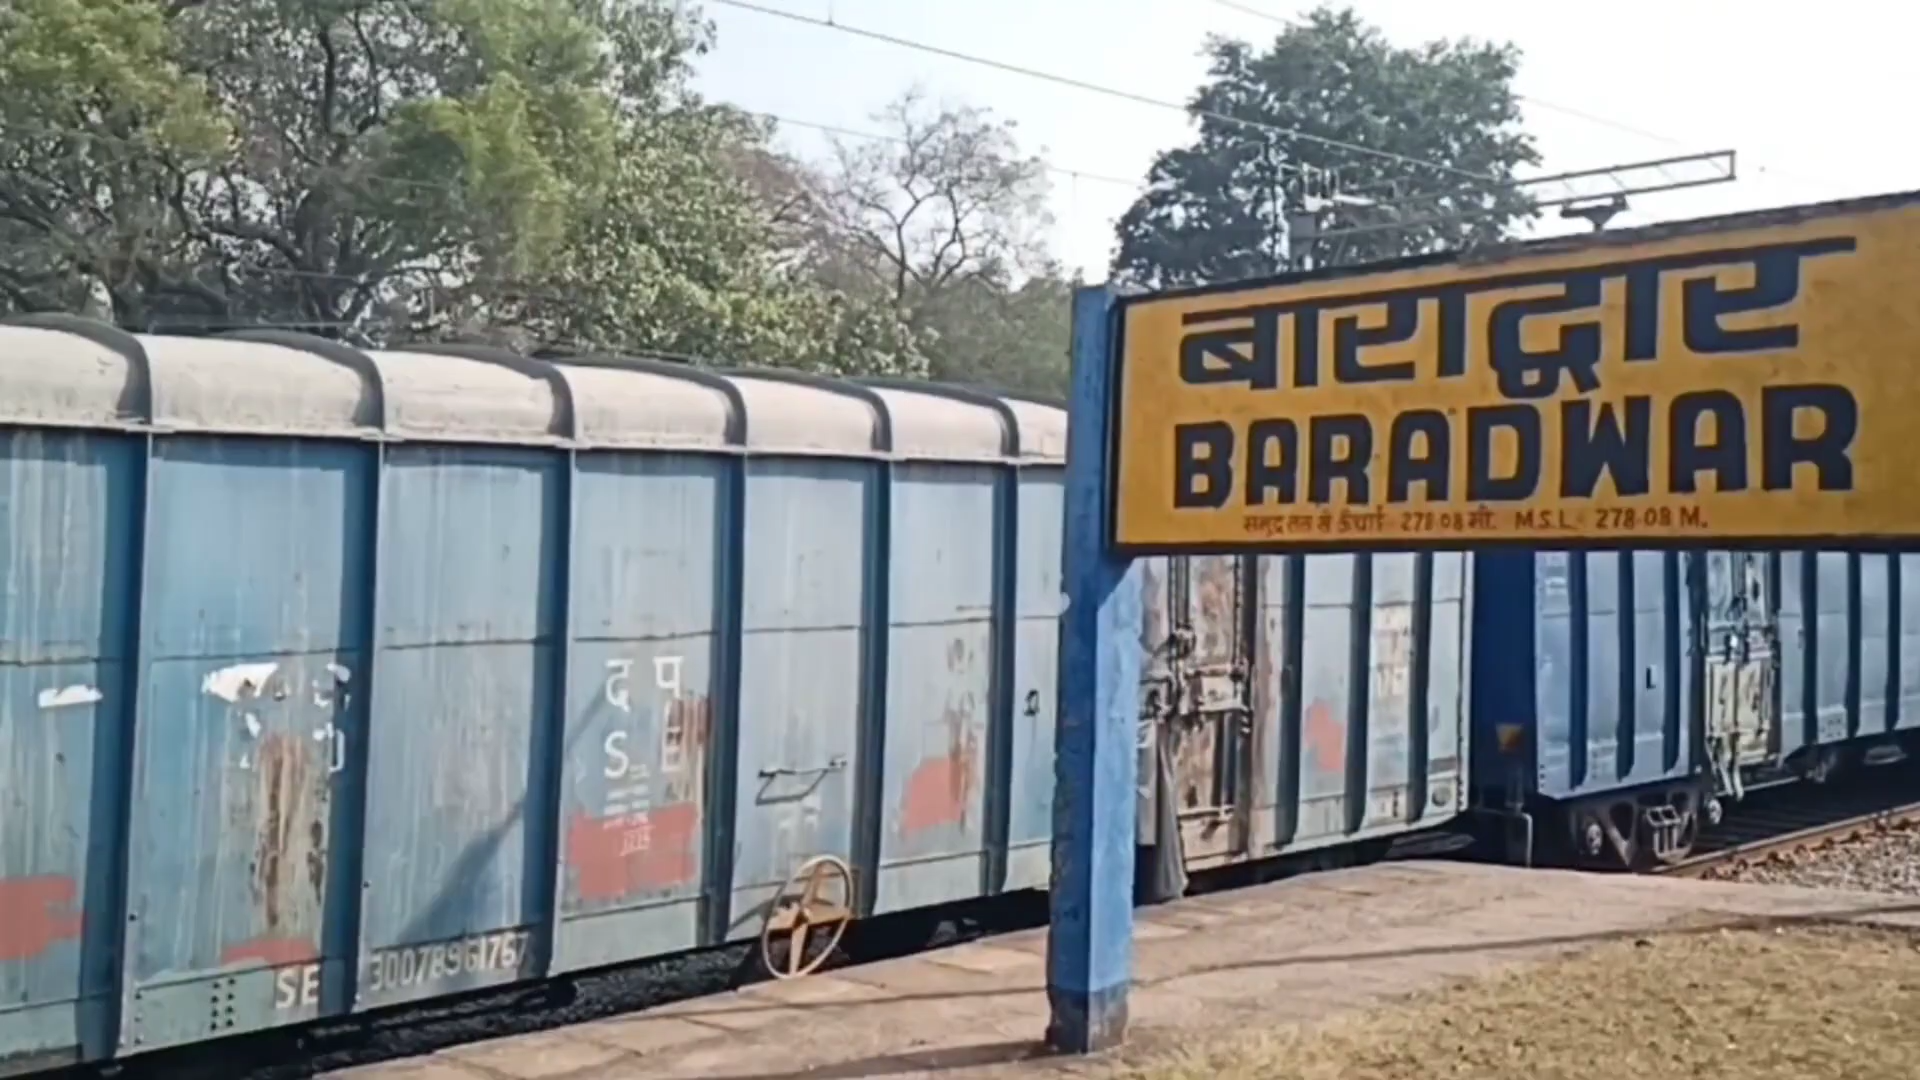 बाराद्वार
BARADWAR
समुद्र तल से ऊँचाई 278.08 मी. M.S.L. 278.08 M.
द प
S E
SE 30078961767